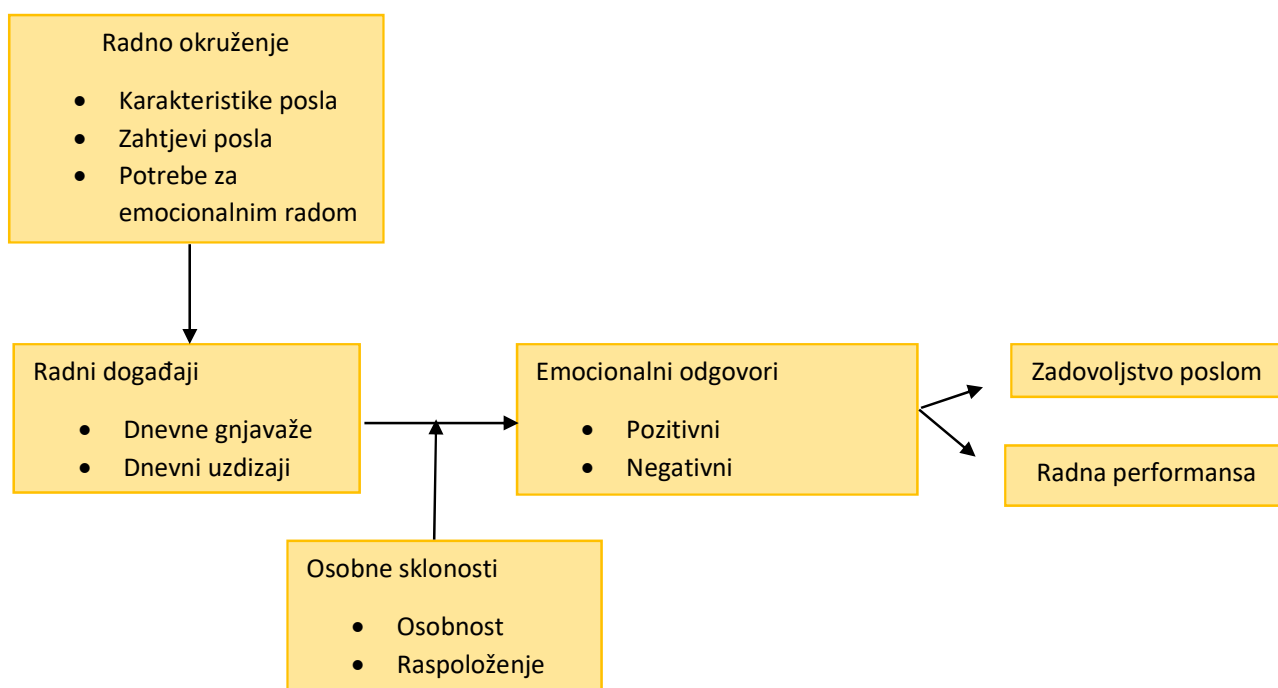 Radno okruženje
• Karakteristike posla
• Zahtjevi posla
• Potrebe za
emocionalnim radom
Radni događaji
• Dnevne gnjavaže
• Dnevni uzdizaji
Emocionalni odgovori
• Pozitivni
• Negativni
Zadovoljstvo poslom
Radna performansa
Osobne sklonosti
• Osobnost
• Raspoloženje